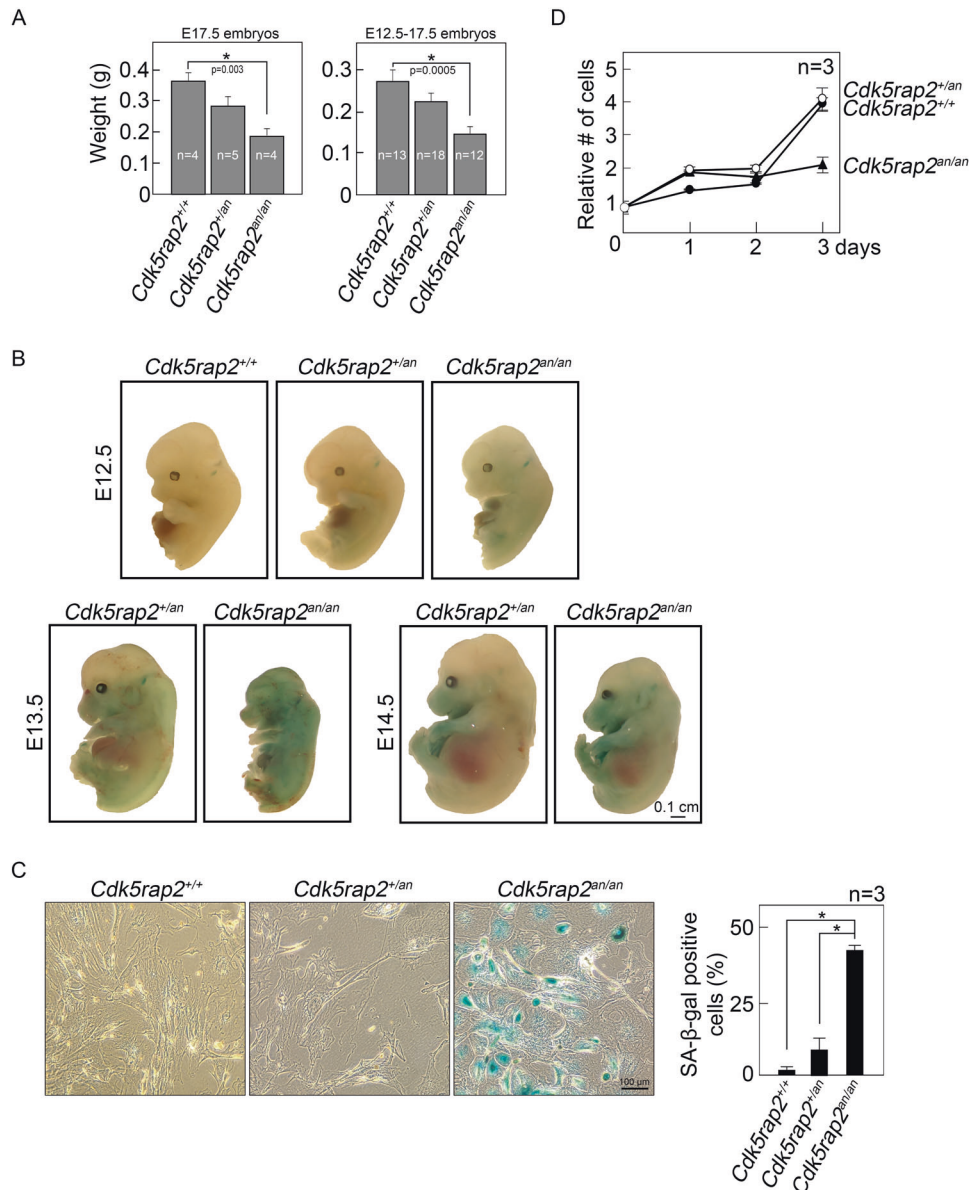 A
E17.5 embryos
E12.5-17.5 embryos
Weight (g)
0.4
0.3
0.2
0.1
0
*
p=0.003
n=4
n=5
n=4
Cdk5rap2+/+
Cdk5rap2+/an
Cdk5rap2an/an
0.3
0.2
0.1
0
*
p=0.0005
n=13
n=18
n=12
Cdk5rap2+/+
Cdk5rap2+/an
Cdk5rap2an/an
D
Relative # of cells
5
4
3
2
1
0
1
2
3 days
n=3
Cdk5rap2+/an
Cdk5rap2+/+
Cdk5rap2an/an
B
Cdk5rap2+/+
Cdk5rap2+/an
Cdk5rap2an/an
E12.5
Cdk5rap2+/an
Cdk5rap2an/an
Cdk5rap2+/an
Cdk5rap2an/an
E13.5
E14.5
0.1 cm
C
Cdk5rap2+/+
Cdk5rap2+/an
Cdk5rap2an/an
100 µm
n=3
SA-β-gal positive
cells (%)
50
25
0
*
*
Cdk5rap2+/+
Cdk5rap2+/an
Cdk5rap2an/an